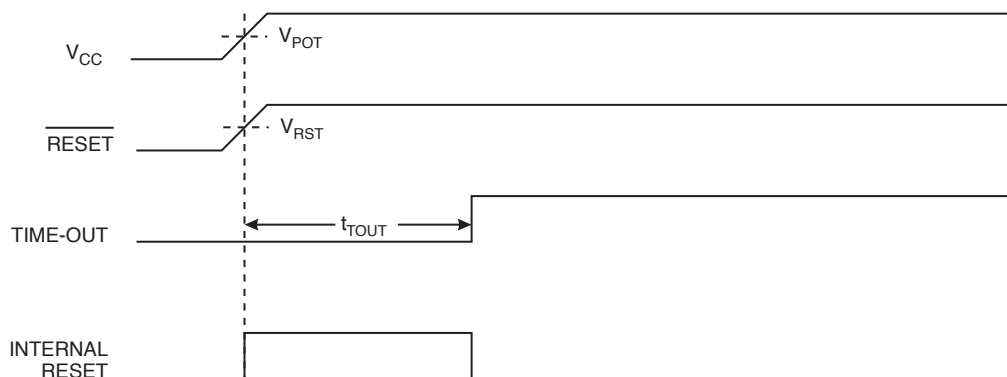 V_CC
V_POT
RESET
V_RST
TIME-OUT
t_TOUT
INTERNAL
RESET